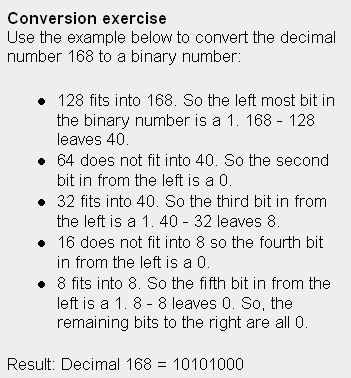 Conversion exercise
Use the example below to convert the decimal
number 168 to a binary number:
● 128 fits into 168. So the left most bit in
the binary number is a 1. 168 - 128
leaves 40.
● 64 does not fit into 40. So the second
bit in from the left is a 0.
● 32 fits into 40. So the third bit in from
the left is a 1. 40 - 32 leaves 8.
● 16 does not fit into 8 so the fourth bit
in from the left is a 0.
● 8 fits into 8. So the fifth bit in from the
left is a 1. 8 - 8 leaves 0. So, the
remaining bits to the right are all 0.
Result: Decimal 168 = 10101000